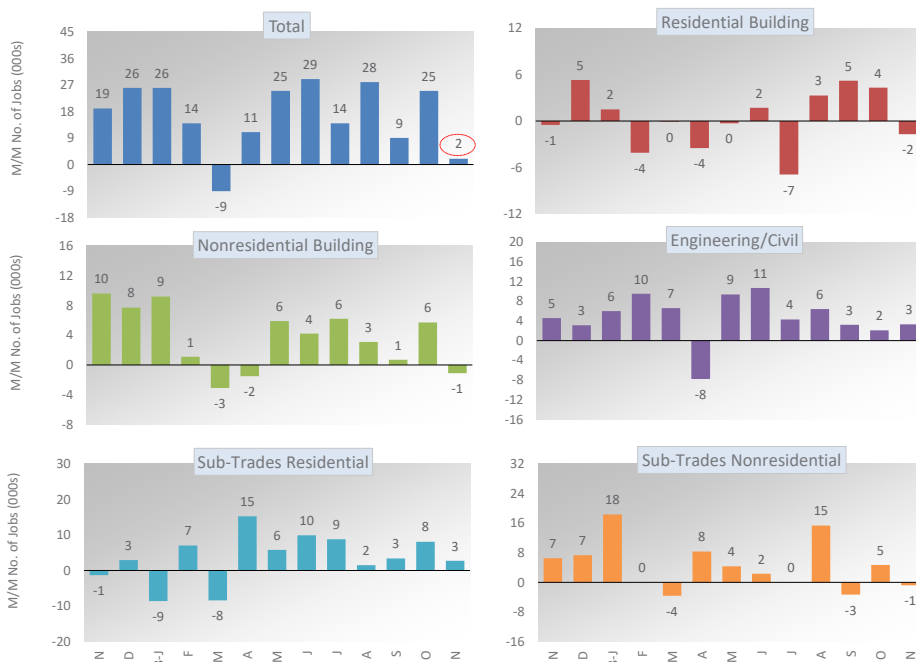 Total
M/M No. of Jobs (000s)
45
36
27
18
9
0
-9
-18
19 26 26 14 -9 11 25 29 14 28 9 25 2
Residential Building
12
6
0
-6
-12
-1 5 2 -4 0 -4 0 2 -7 3 5 4 -2
Nonresidential Building
M/M No. of Jobs (000s)
16
12
8
4
0
-4
-8
10 8 9 1 -3 -2 6 4 6 3 1 6 -1
Engineering/Civil
20
16
12
8
4
0
-4
-8
-12
-16
5 3 6 10 7 -8 9 11 4 6 3 2 3
Sub-Trades Residential
M/M No. of Jobs (000s)
30
20
10
0
-10
-20
-1 3 -9 7 -8 15 6 10 9 2 3 8 3
N D J F M A M J J A S O N
Sub-Trades Nonresidential
32
24
16
8
0
-8
-16
7 7 18 0 -4 8 4 2 0 15 -3 5 -1
N D J F M A M J J A S O N